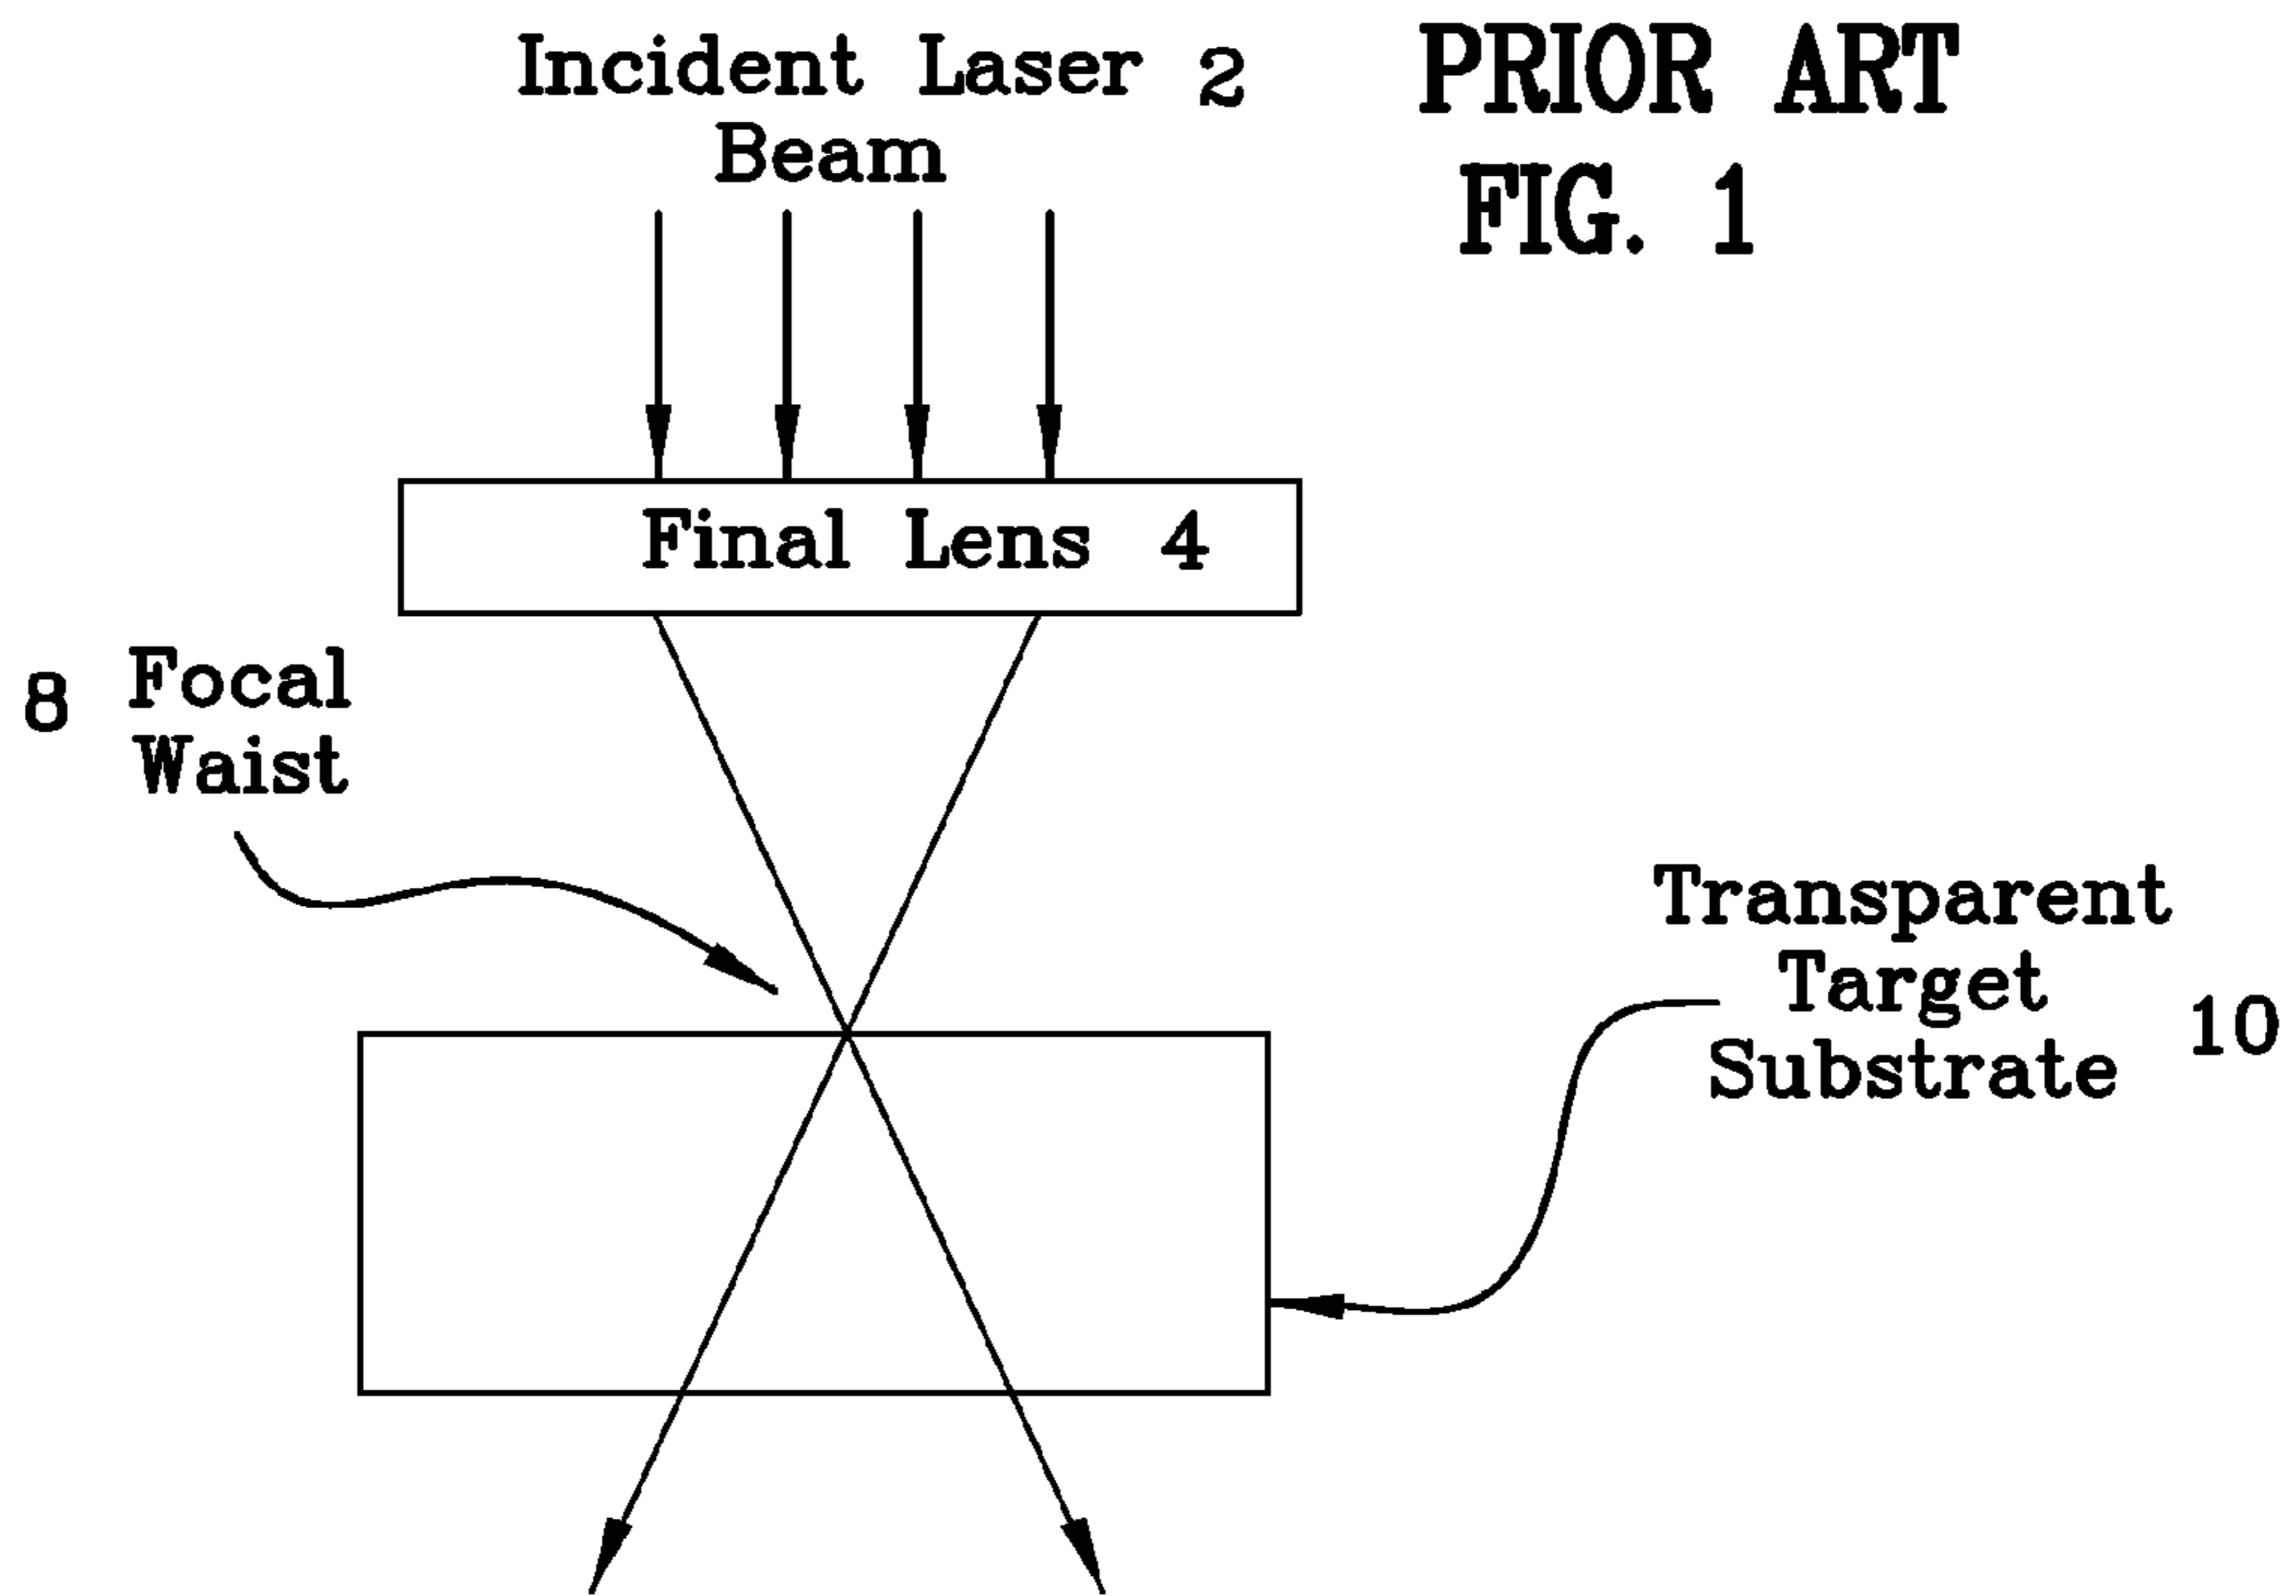 Incident Laser 2
Beam
PRIOR ART
FIG. 1
Final Lens 4
8 Focal
Waist
Transparent
Target
Substrate 10